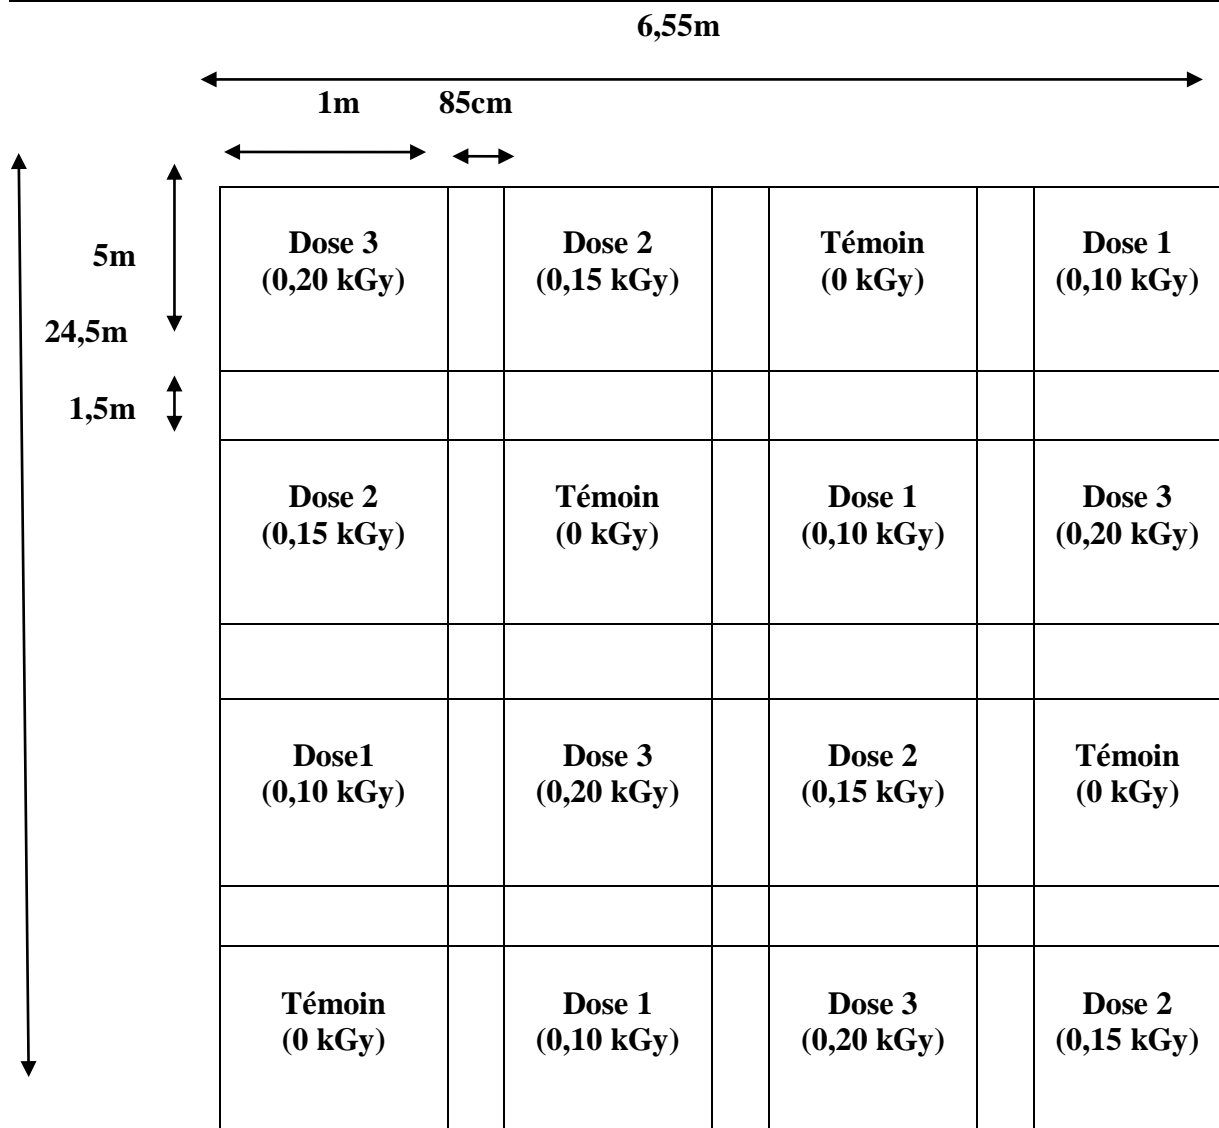 6,55m
1m 85cm
5m
24,5m
1,5m
Dose 3 Dose 2 Témoin Dose 1
(0,20 kGy) (0,15 kGy) (0 kGy) (0,10 kGy)
Dose 2 Témoin Dose 1 Dose 3
(0,15 kGy) (0 kGy) (0,10 kGy) (0,20 kGy)
Dose1 Dose 3 Dose 2 Témoin
(0,10 kGy) (0,20 kGy) (0,15 kGy) (0 kGy)
Témoin Dose 1 Dose 3 Dose 2
(0 kGy) (0,10 kGy) (0,20 kGy) (0,15 kGy)